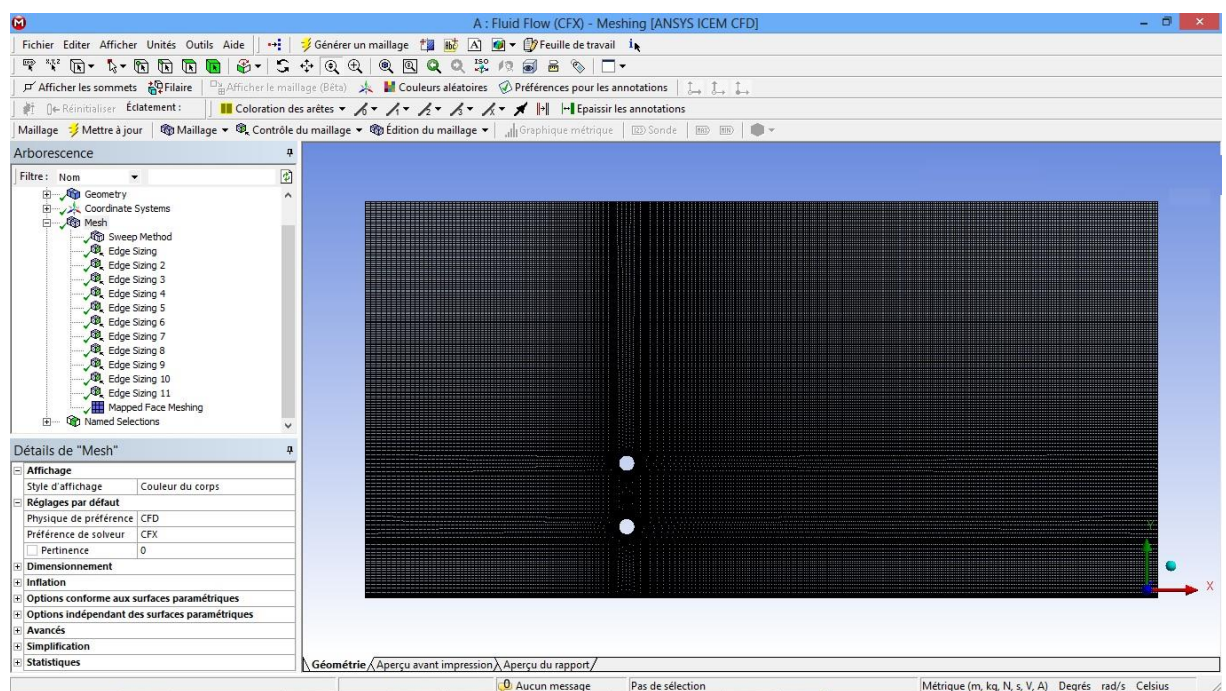 A : Fluid Flow (CFX) - Meshing [ANSYS ICEM CFD]
Fichier Editer Afficher Unités Outils Aide Générer un maillage A Feuille de travail
Afficher les sommets Filaire Afficher le maillage (Bêta) Couleurs aléatoires Préférences pour les annotations
Réinitialiser Éclatement : Coloration des arêtes Epaissir les annotations
Maillage Mettre à jour Maillage Contrôle du maillage Édition du maillage Graphique métrique Sonde
Arborescence
Filtre : Nom
Geometry
Coordinate Systems
Mesh
Sweep Method
Edge Sizing
Edge Sizing 2
Edge Sizing 3
Edge Sizing 4
Edge Sizing 5
Edge Sizing 6
Edge Sizing 7
Edge Sizing 8
Edge Sizing 9
Edge Sizing 10
Edge Sizing 11
Mapped Face Meshing
Named Selections
Détails de "Mesh"
Affichage
Style d'affichage Couleur du corps
Réglages par défaut
Physique de préférence CFD
Préférence de solveur CFX
Pertinence 0
Dimensionnement
Inflation
Options conforme aux surfaces paramétriques
Options indépendant des surfaces paramétriques
Avancés
Simplification
Statistiques
Y
X
Géométrie Aperçu avant impression Aperçu du rapport
0 Aucun message Pas de sélection Métrique (m, kg, N, s, V, A) Degrés rad/s Celsius